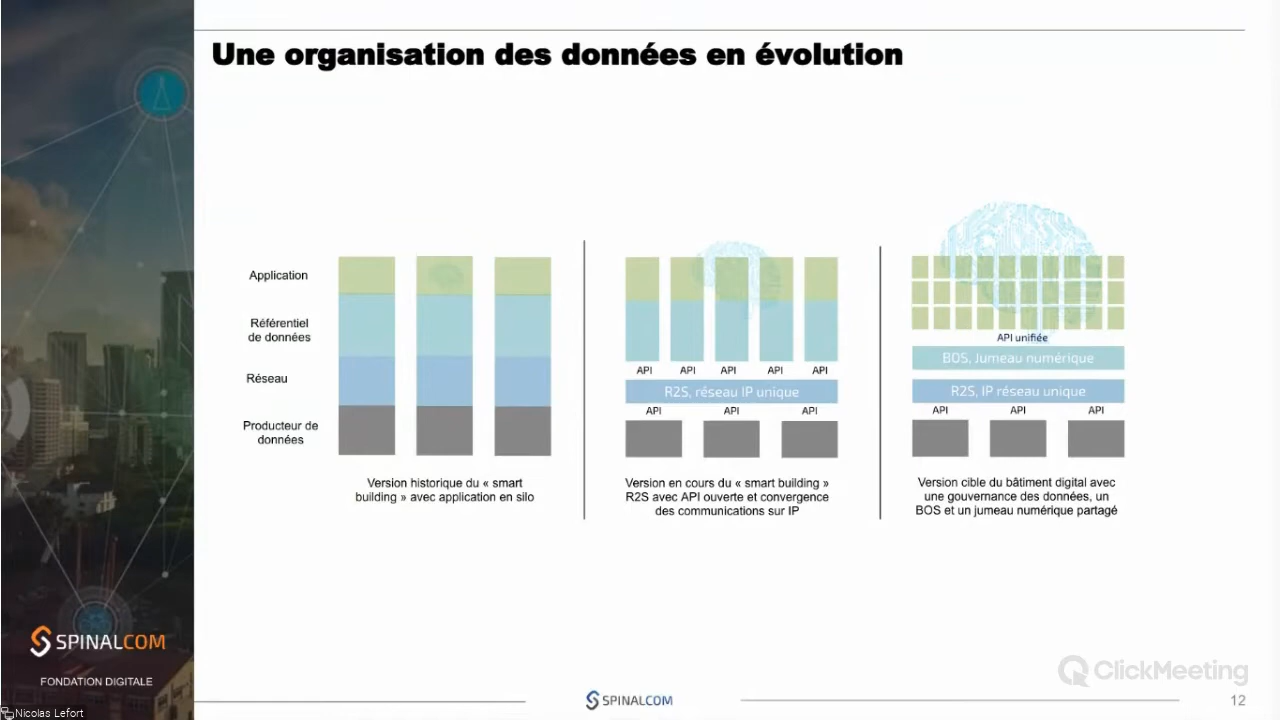 Une organisation des données en évolution
Application
Référentiel
de données
Réseau
Producteur de
données
Version historique du « smart
building » avec application en silo
API API API API API
R2S, réseau IP unique
API API API
Version en cours du « smart building »
R2S avec API ouverte et convergence
des communications sur IP
API unifiée
BOS, Jumeau numérique
R2S, IP réseau unique
API API API
Version cible du bâtiment digital avec
une gouvernance des données, un
BOS et un jumeau numérique partagé
SPINALCOM
FONDATION DIGITALE
ClickMeeting
SPINALCOM
12
Nicolas Lefort